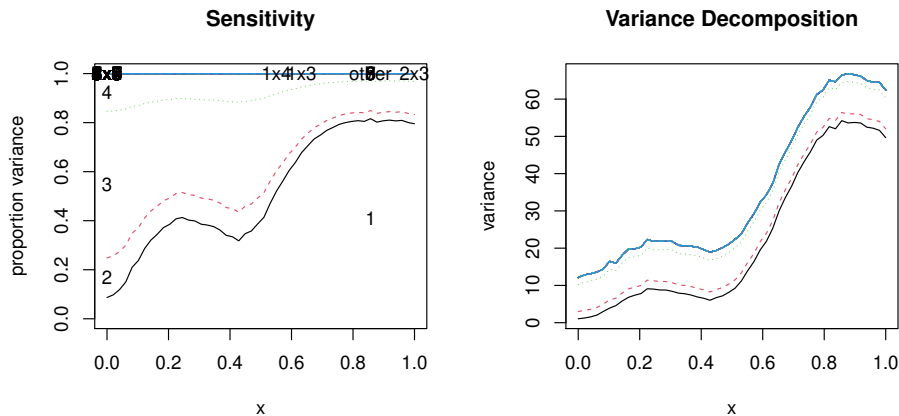 Sensitivity
proportion variance
1.0
0.8
0.6
0.4
0.2
0.0
1x4
1x3
other
2x3
4
3
2
1
0.0 0.2 0.4 0.6 0.8 1.0
x
Variance Decomposition
variance
60
50
40
30
20
10
0
0.0 0.2 0.4 0.6 0.8 1.0
x